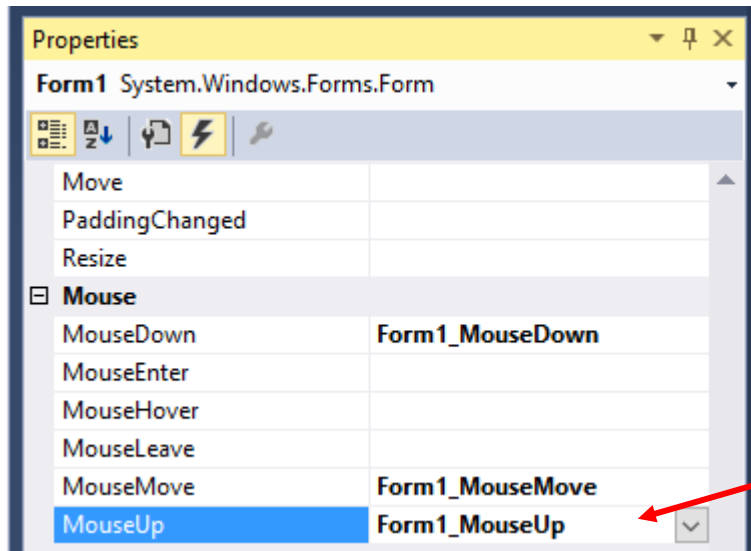 Properties
Form1 System.Windows.Forms.Form
Move
PaddingChanged
Resize
Mouse
MouseDown Form1_MouseDown
MouseEnter
MouseHover
MouseLeave
MouseMove Form1_MouseMove
MouseUp Form1_MouseUp